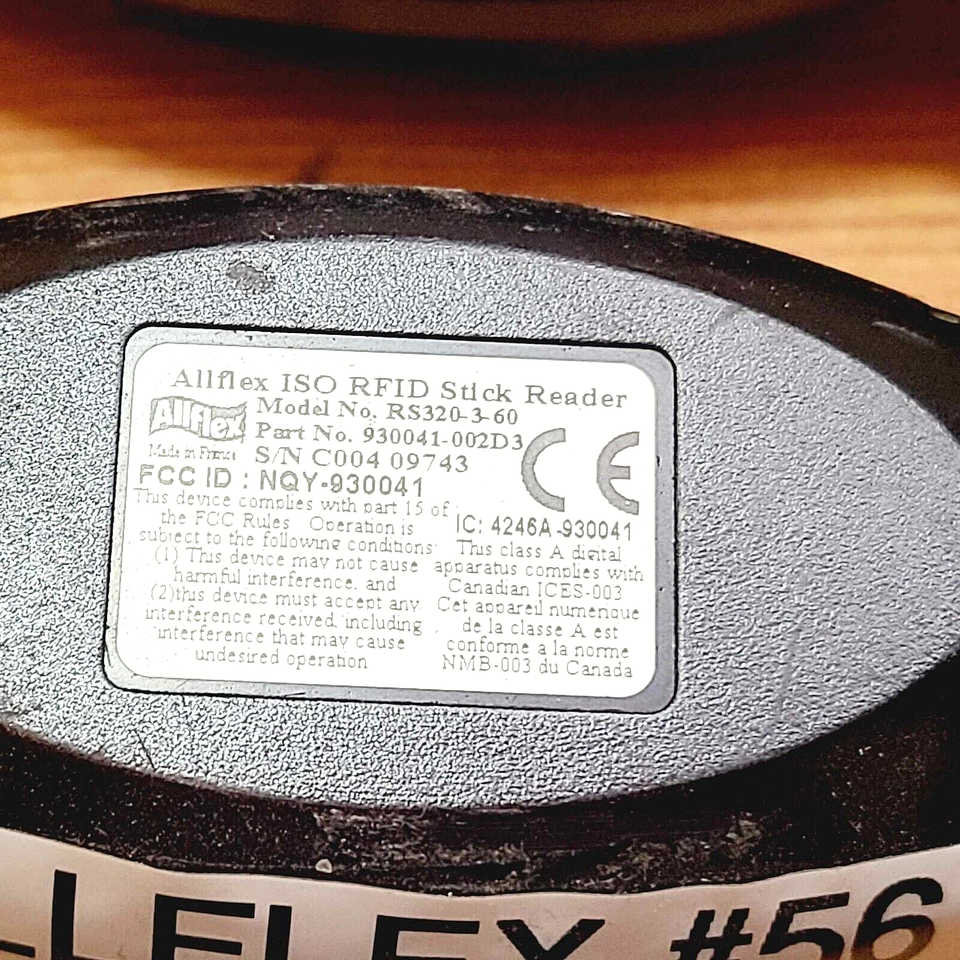 Allflex ISO RFID Stick Reader
Allflex
Model No. RS320-3-60
Part No. 930041-002D3
Made in France
S/N C004 09743
CE
FCC ID : NQY-930041
This device complies with part 15 of
the FCC Rules Operation is
subject to the following conditions:
(1) This device may not cause
harmful interference, and
(2)this device must accept any
interference received, including
interference that may cause
undesired operation
IC: 4246A-930041
This class A digital
apparatus complies with
Canadian ICES-003
Cet appareil numerique
de la classe A est
conforme a la norme
NMB-003 du Canada
LLFLEX #56